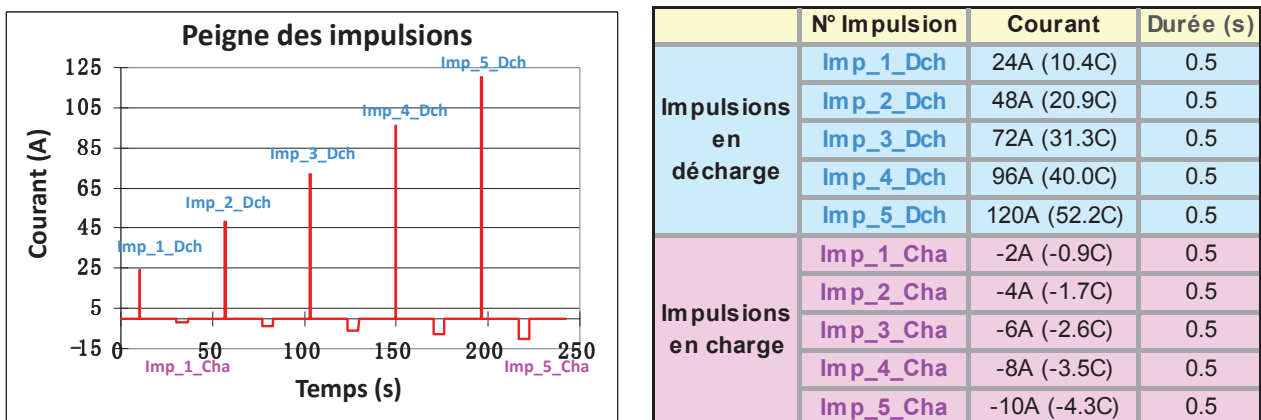 Peigne des impulsions
Courant (A)
125
105
85
65
45
25
5
-15
Imp_1_Dch
Imp_2_Dch
Imp_3_Dch
Imp_4_Dch
Imp_5_Dch
0 50 100 150 200 250
Imp_1_Cha Imp_5_Cha
Temps (s)
N° Impulsion Courant Durée (s)
Impulsions
en
décharge
Imp_1_Dch 24A (10.4C) 0.5
Imp_2_Dch 48A (20.9C) 0.5
Imp_3_Dch 72A (31.3C) 0.5
Imp_4_Dch 96A (40.0C) 0.5
Imp_5_Dch 120A (52.2C) 0.5
Impulsions
en charge
Imp_1_Cha -2A (-0.9C) 0.5
Imp_2_Cha -4A (-1.7C) 0.5
Imp_3_Cha -6A (-2.6C) 0.5
Imp_4_Cha -8A (-3.5C) 0.5
Imp_5_Cha -10A (-4.3C) 0.5